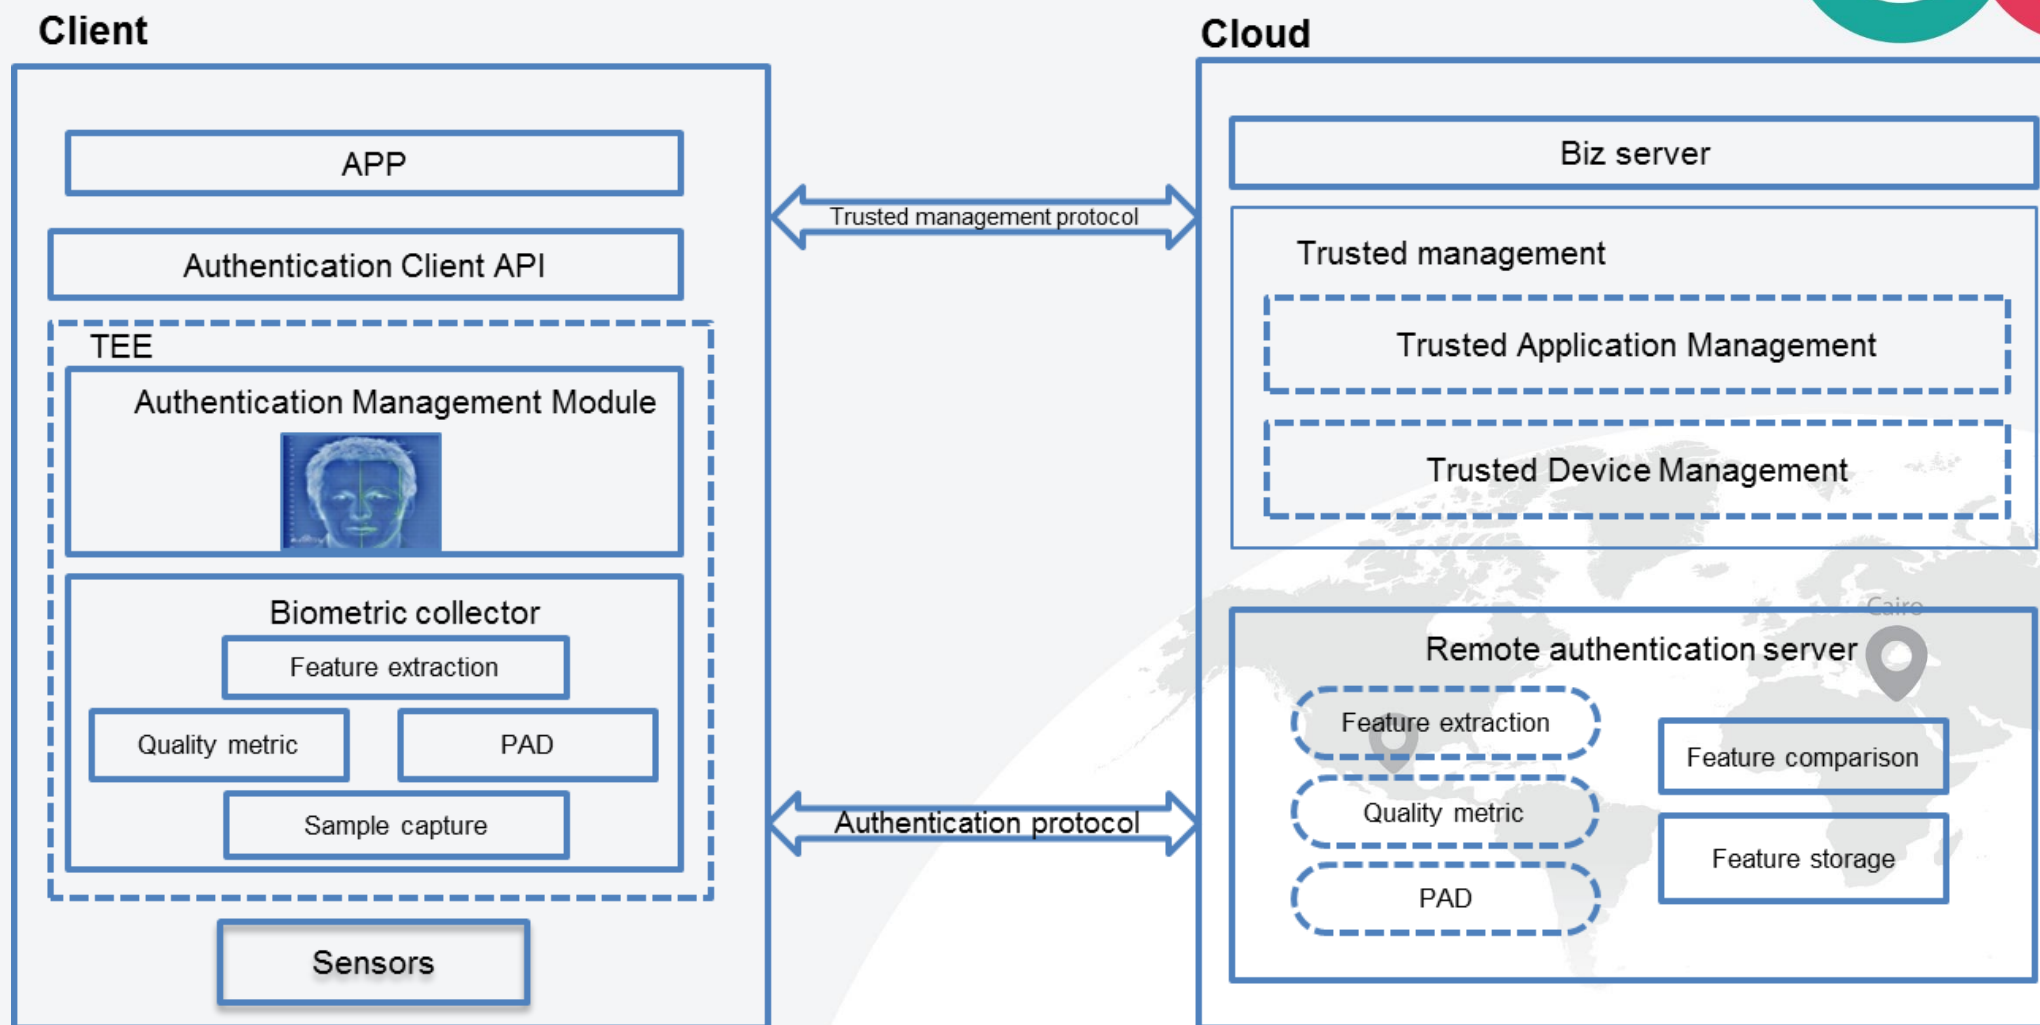 Client
APP
Authentication Client API
TEE
Authentication Management Module
Biometric collector
Feature extraction
Quality metric
PAD
Sample capture
Sensors
Trusted management protocol
Authentication protocol
Cloud
Biz server
Trusted management
Trusted Application Management
Trusted Device Management
Cairo
Remote authentication server
Feature extraction
Quality metric
PAD
Feature comparison
Feature storage